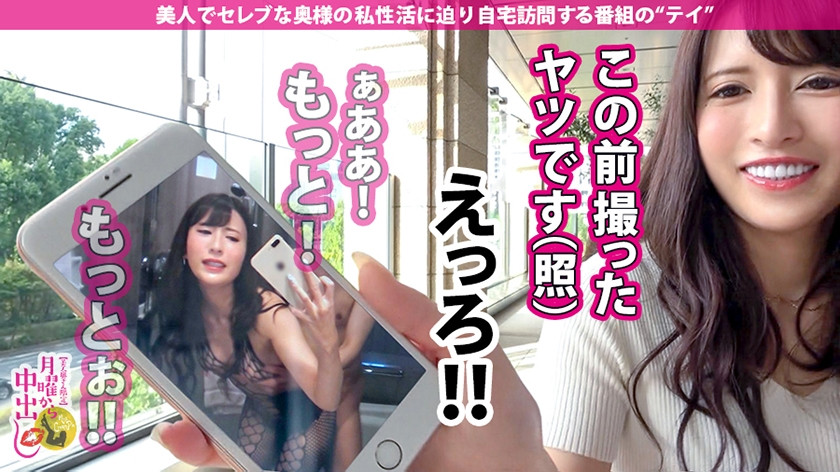 美人でセレブな奥様の私性活に迫り自宅訪問する番組の“テイ”
この前撮った
ヤツです(照)
えっろ!!
ぁああ!
もっと!
もっとぉ!!
月曜から
中出し